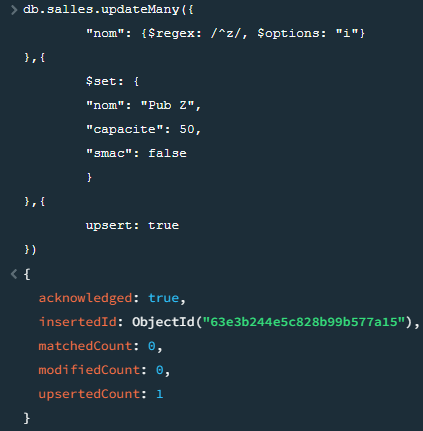 > db.salles.updateMany({
"nom": {$regex: /^z/, $options: "i"}
},{
$set: {
"nom": "Pub Z",
"capacite": 50,
"smac": false
}
},{
upsert: true
})
< {
acknowledged: true,
insertedId: ObjectId("63e3b244e5c828b99b577a15"),
matchedCount: 0,
modifiedCount: 0,
upsertedCount: 1
}